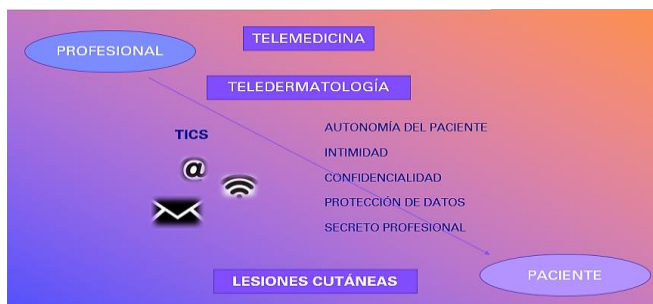 TELEMEDICINA
PROFESIONAL
TELEDERMATOLOGÍA
TICS
@
AUTONOMÍA DEL PACIENTE
INTIMIDAD
CONFIDENCIALIDAD
PROTECCIÓN DE DATOS
SECRETO PROFESIONAL
PACIENTE
LESIONES CUTÁNEAS